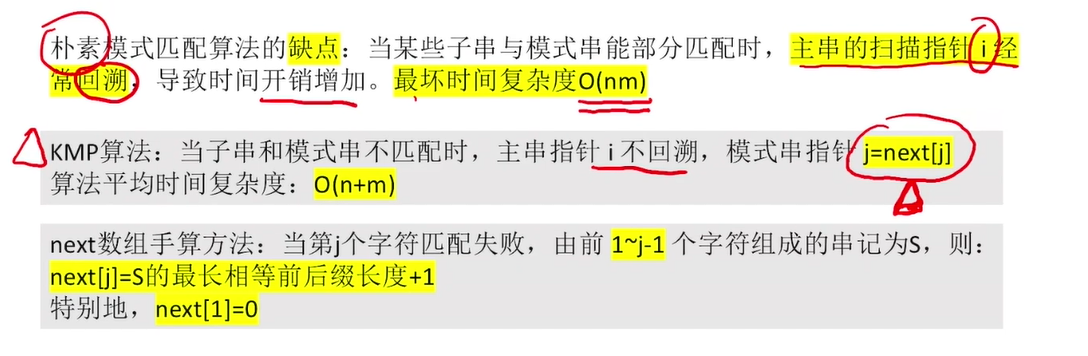 朴素模式匹配算法的缺点：当某些子串与模式串能部分匹配时，主串的扫描指针 i 经
常回溯，导致时间开销增加。最坏时间复杂度O(nm)
KMP算法：当子串和模式串不匹配时，主串指针 i 不回溯，模式串指针 j=next[j]
算法平均时间复杂度：O(n+m)
next数组手算方法：当第j个字符匹配失败，由前 1~j-1 个字符组成的串记为S，则：
next[j]=S的最长相等前后缀长度+1
特别地，next[1]=0